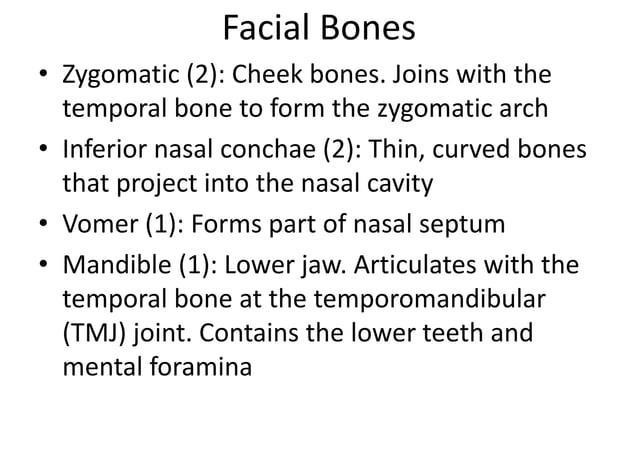 Facial Bones
• Zygomatic (2): Cheek bones. Joins with the
temporal bone to form the zygomatic arch
• Inferior nasal conchae (2): Thin, curved bones
that project into the nasal cavity
• Vomer (1): Forms part of nasal septum
• Mandible (1): Lower jaw. Articulates with the
temporal bone at the temporomandibular
(TMJ) joint. Contains the lower teeth and
mental foramina